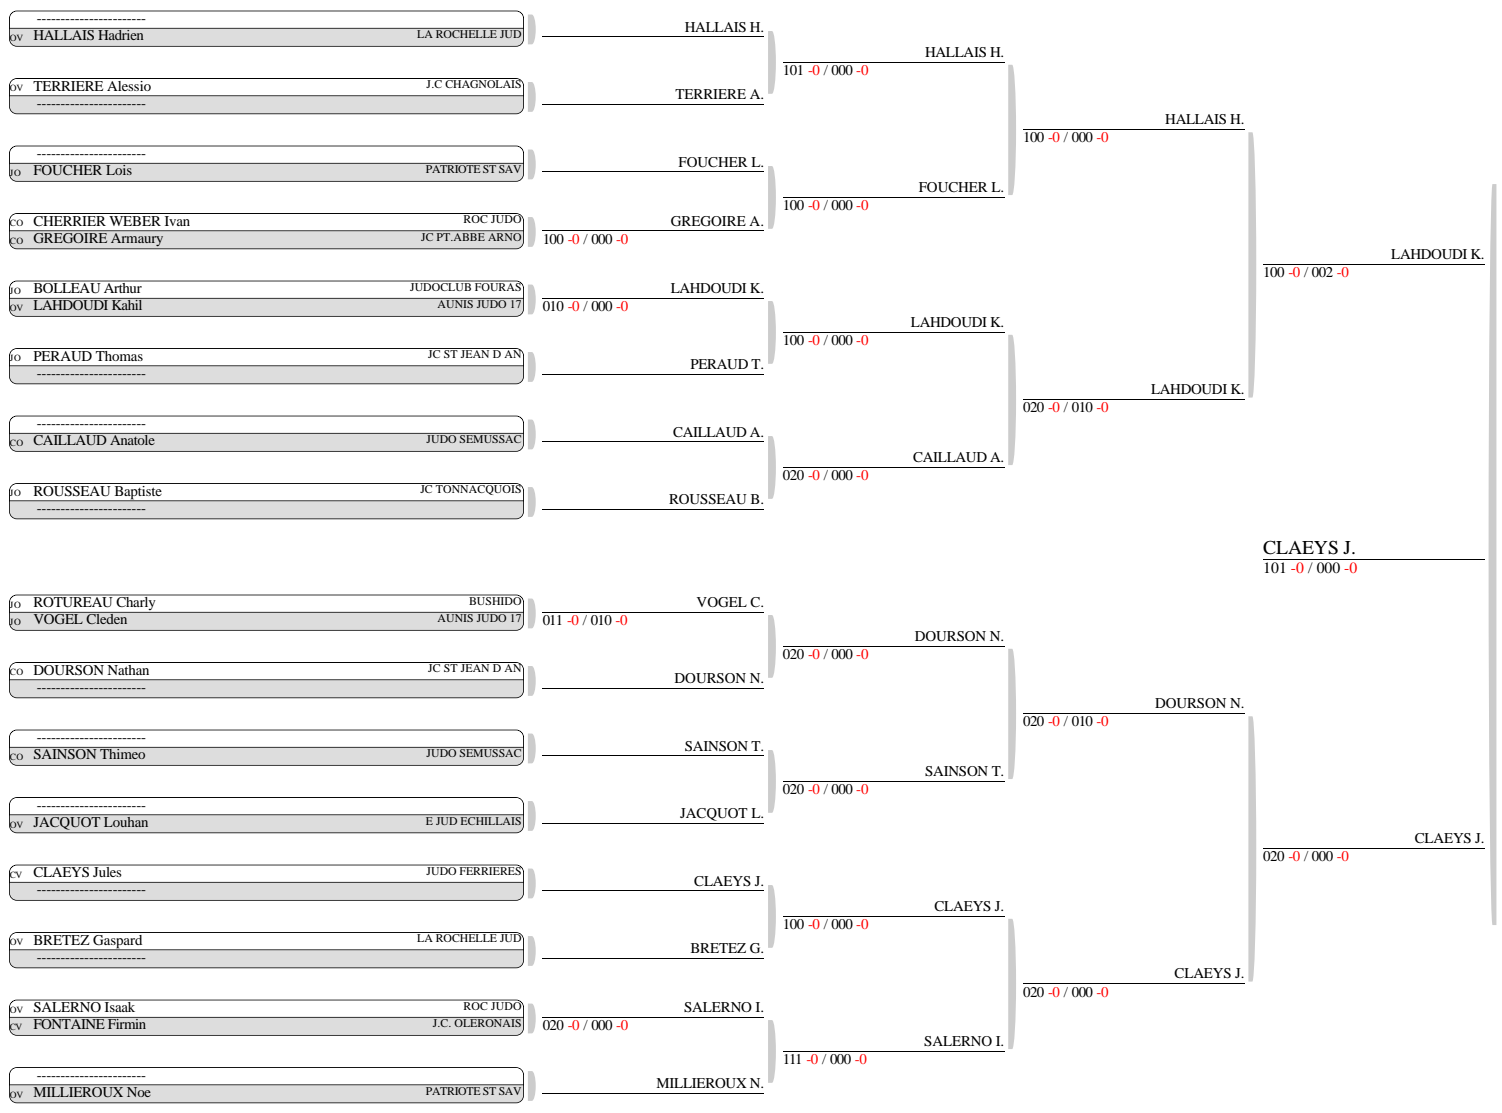 -----------------------
OV HALLAIS Hadrien LA ROCHELLE JUD
OV TERRIERE Alessio J.C CHAGNOLAIS
-----------------------
-----------------------
JO FOUCHER Lois PATRIOTE ST SAV
CO CHERRIER WEBER Ivan ROC JUDO
CO GREGOIRE Armaury JC PT.ABBE ARNO
JO BOLLEAU Arthur JUDOCLUB FOURAS
OV LAHDOUDI Kahil AUNIS JUDO 17
JO PERAUD Thomas JC ST JEAN D AN
-----------------------
-----------------------
CO CAILLAUD Anatole JUDO SEMUSSAC
JO ROUSSEAU Baptiste JC TONNACQUOIS
-----------------------
JO ROTUREAU Charly BUSHIDO
JO VOGEL Cleden AUNIS JUDO 17
CO DOURSON Nathan JC ST JEAN D AN
-----------------------
-----------------------
CO SAINSON Thimeo JUDO SEMUSSAC
-----------------------
OV JACQUOT Louhan E JUD ECHILLAIS
CV CLAEYS Jules JUDO FERRIERES
-----------------------
OV BRETEZ Gaspard LA ROCHELLE JUD
-----------------------
OV SALERNO Isaak ROC JUDO
CV FONTAINE Firmin J.C. OLERONAIS
-----------------------
OV MILLIEROUX Noe PATRIOTE ST SAV
HALLAIS H.
TERRIERE A.
FOUCHER L.
GREGOIRE A.
100 -0 / 000 -0
LAHDOUDI K.
010 -0 / 000 -0
PERAUD T.
CAILLAUD A.
ROUSSEAU B.
VOGEL C.
011 -0 / 010 -0
DOURSON N.
SAINSON T.
JACQUOT L.
CLAEYS J.
BRETEZ G.
SALERNO I.
020 -0 / 000 -0
MILLIEROUX N.
HALLAIS H.
101 -0 / 000 -0
FOUCHER L.
100 -0 / 000 -0
LAHDOUDI K.
100 -0 / 000 -0
CAILLAUD A.
020 -0 / 000 -0
DOURSON N.
020 -0 / 000 -0
SAINSON T.
020 -0 / 000 -0
CLAEYS J.
100 -0 / 000 -0
SALERNO I.
111 -0 / 000 -0
HALLAIS H.
100 -0 / 000 -0
LAHDOUDI K.
020 -0 / 010 -0
DOURSON N.
020 -0 / 010 -0
CLAEYS J.
020 -0 / 000 -0
LAHDOUDI K.
100 -0 / 002 -0
CLAEYS J.
101 -0 / 000 -0
CLAEYS J.
020 -0 / 000 -0